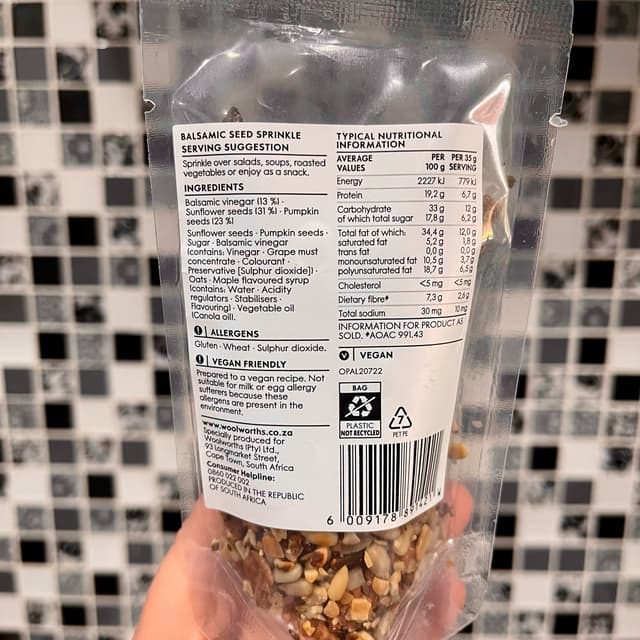 BALSAMIC SEED SPRINKLE
SERVING SUGGESTION
Sprinkle over salads, soups, roasted
vegetables or enjoy as a snack.
INGREDIENTS
Balsamic vinegar (13 %) ·
Sunflower seeds (31 %) · Pumpkin
seeds (23 %)
Sunflower seeds · Pumpkin seeds ·
Sugar · Balsamic vinegar
(contains: Vinegar · Grape must
concentrate · Colourant ·
Preservative [Sulphur dioxide]) ·
Oats · Maple flavoured syrup
(contains: Water · Acidity
regulators · Stabilisers ·
Flavouring) · Vegetable oil
(Canola oil).
! ALLERGENS
Gluten · Wheat · Sulphur dioxide.
! VEGAN FRIENDLY
Prepared to a vegan recipe. Not
suitable for milk or egg allergy
sufferers because these
allergens are present in the
environment.
www.woolworths.co.za
Specially produced for
Woolworths (Pty) Ltd.,
93 Longmarket Street,
Cape Town, South Africa
Consumer Helpline:
0860 022 002
PRODUCED IN THE REPUBLIC
OF SOUTH AFRICA
TYPICAL NUTRITIONAL
INFORMATION
AVERAGE VALUES PER 100 g PER 35 g SERVING
Energy 2227 kJ 779 kJ
Protein 19,2 g 6,7 g
Carbohydrate 33 g 12 g
of which total sugar 17,8 g 6,2 g
Total fat of which: 34,4 g 12,0 g
saturated fat 5,2 g 1,8 g
trans fat 0,0 g 0,0 g
monounsaturated fat 10,5 g 3,7 g
polyunsaturated fat 18,7 g 6,5 g
Cholesterol <5 mg <5 mg
Dietary fibre# 7,3 g 2,6 g
Total sodium 30 mg 10 mg
INFORMATION FOR PRODUCT AS
SOLD. #AOAC 991.43
V VEGAN
OPAL20722
BAG
PLASTIC
NOT RECYCLED
7
PET PE
6 009178